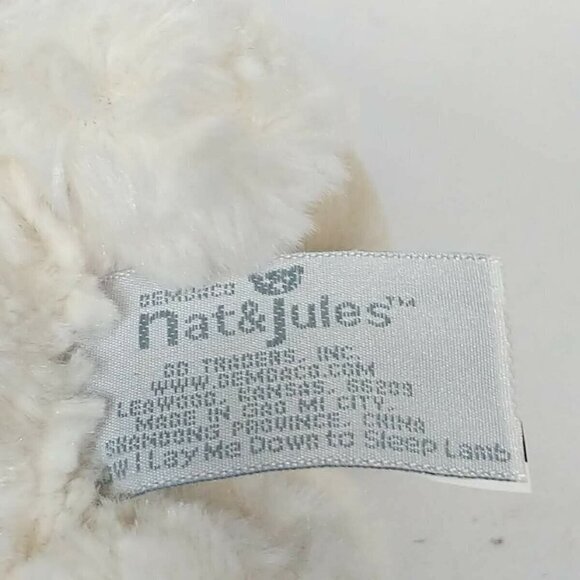 DEMDACO
nat&jules™
GD TRADERS, INC.
WWW.DEMDACO.COM
LEAWOOD, KANSAS, 66209
MADE IN GAO MI CITY,
SHANDONG PROVINCE, CHINA
w I Lay Me Down to Sleep Lamb